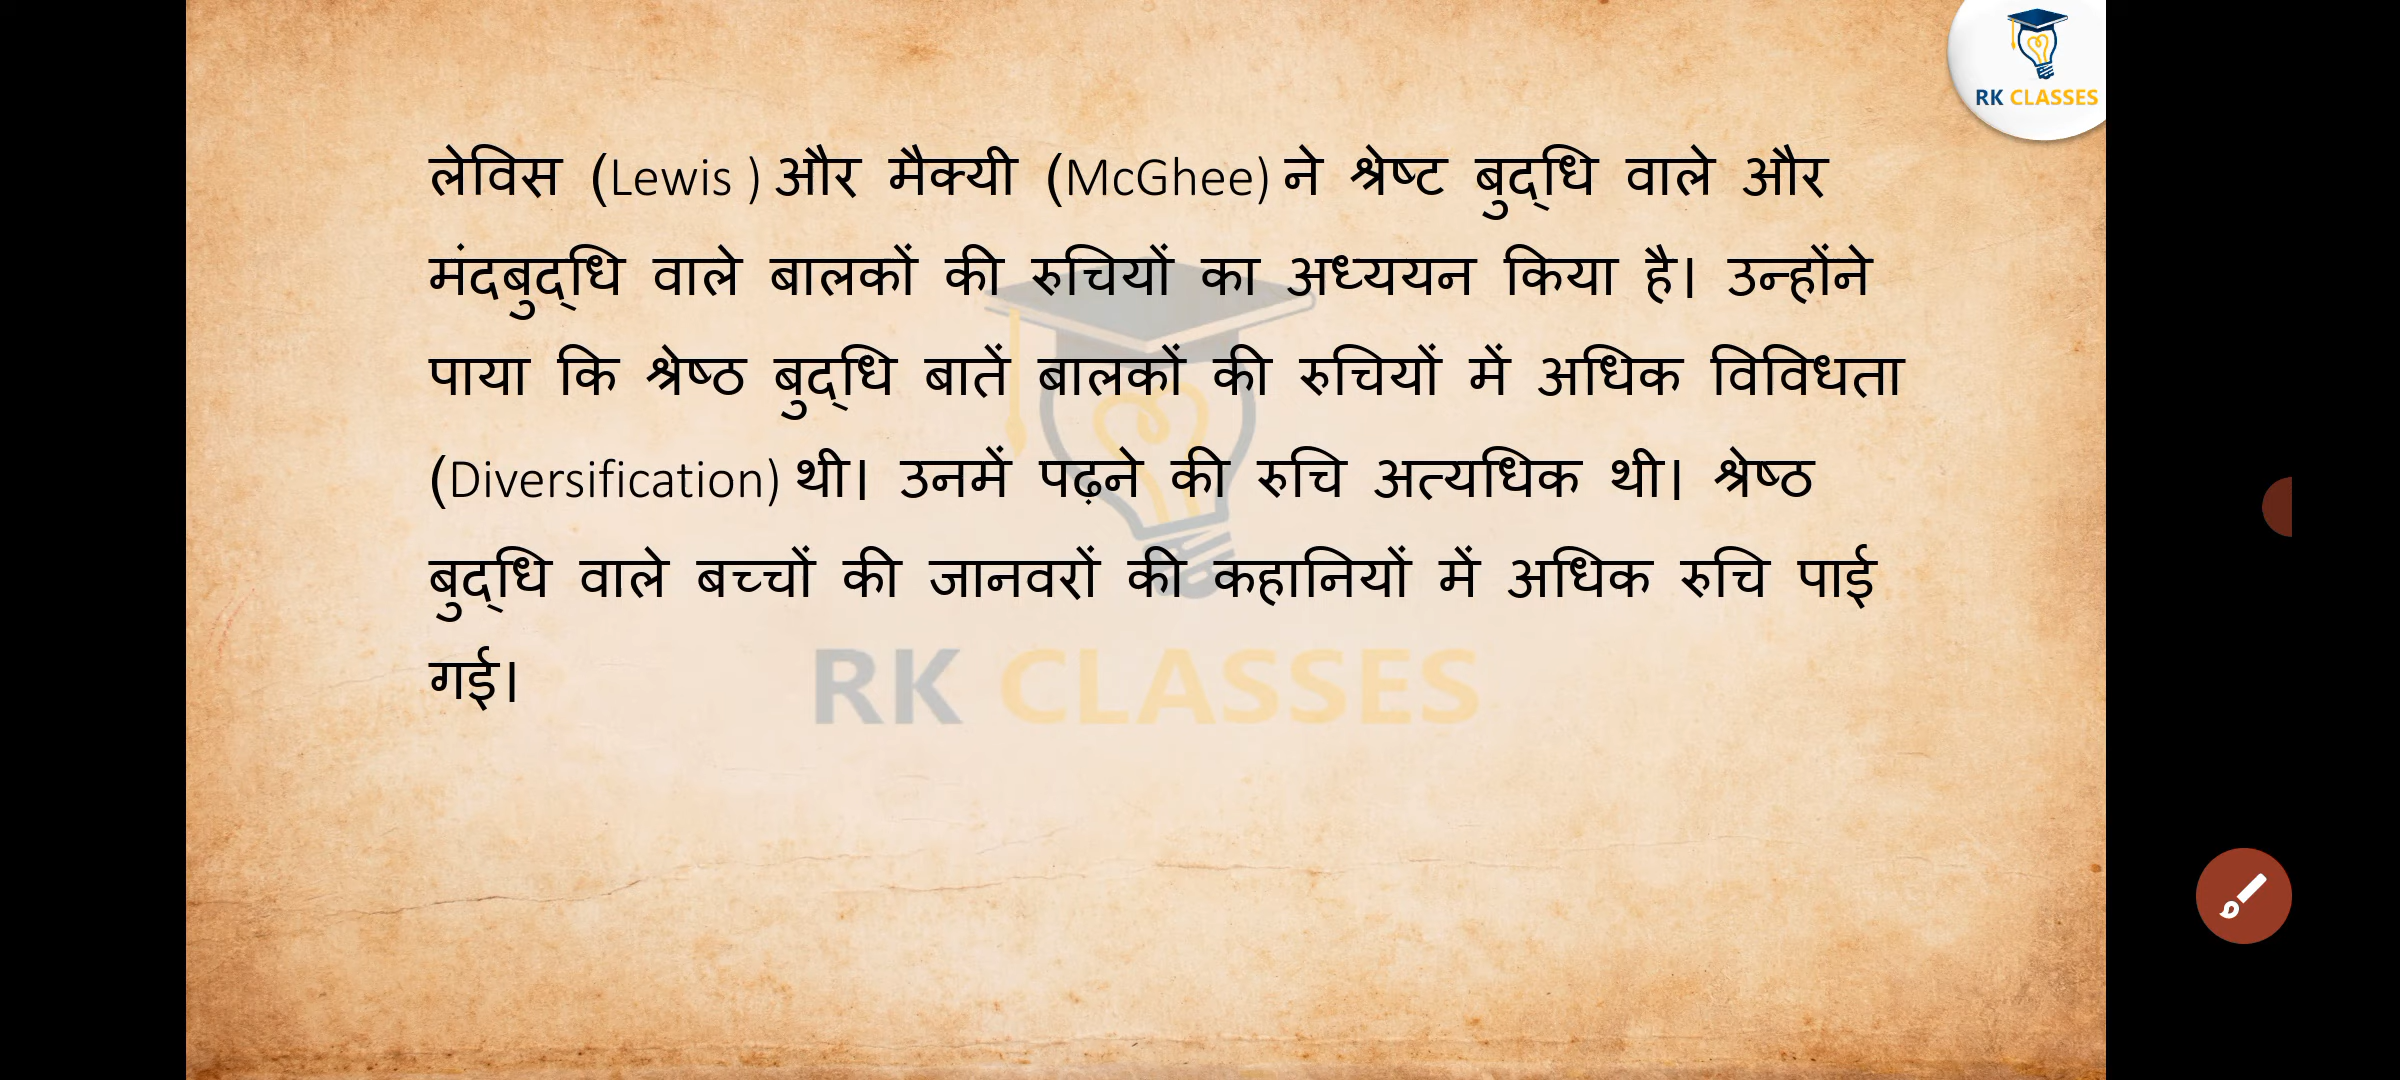 RK CLASSES
लेविस (Lewis ) और मैक्यी (McGhee) ने श्रेष्ट बुद्धि वाले और
मंदबुद्धि वाले बालकों की रुचियों का अध्ययन किया है। उन्होंने
पाया कि श्रेष्ठ बुद्धि बातें बालकों की रुचियों में अधिक विविधता
(Diversification) थी। उनमें पढ़ने की रुचि अत्यधिक थी। श्रेष्ठ
बुद्धि वाले बच्चों की जानवरों की कहानियों में अधिक रुचि पाई
गई।
RK CLASSES